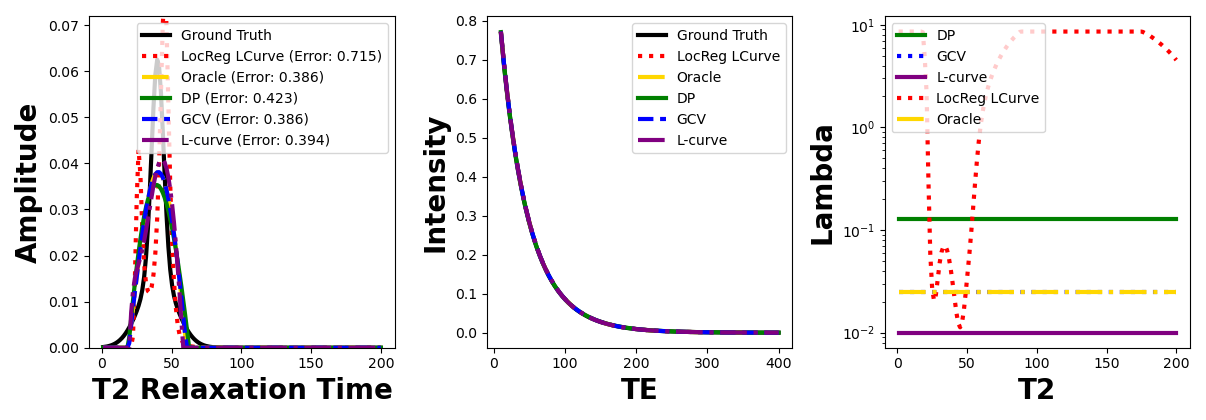 0.07
0.06
0.05
0.04
0.03
0.02
0.01
0.00
Amplitude
Ground Truth
LocReg LCurve (Error: 0.715)
Oracle (Error: 0.386)
DP (Error: 0.423)
GCV (Error: 0.386)
L-curve (Error: 0.394)
0 50 100 150 200
T2 Relaxation Time
0.8
0.7
0.6
0.5
0.4
0.3
0.2
0.1
0.0
Intensity
Ground Truth
LocReg LCurve
Oracle
DP
GCV
L-curve
0 100 200 300 400
TE
10¹
10⁰
10⁻¹
10⁻²
Lambda
DP
GCV
L-curve
LocReg LCurve
Oracle
0 50 100 150 200
T2